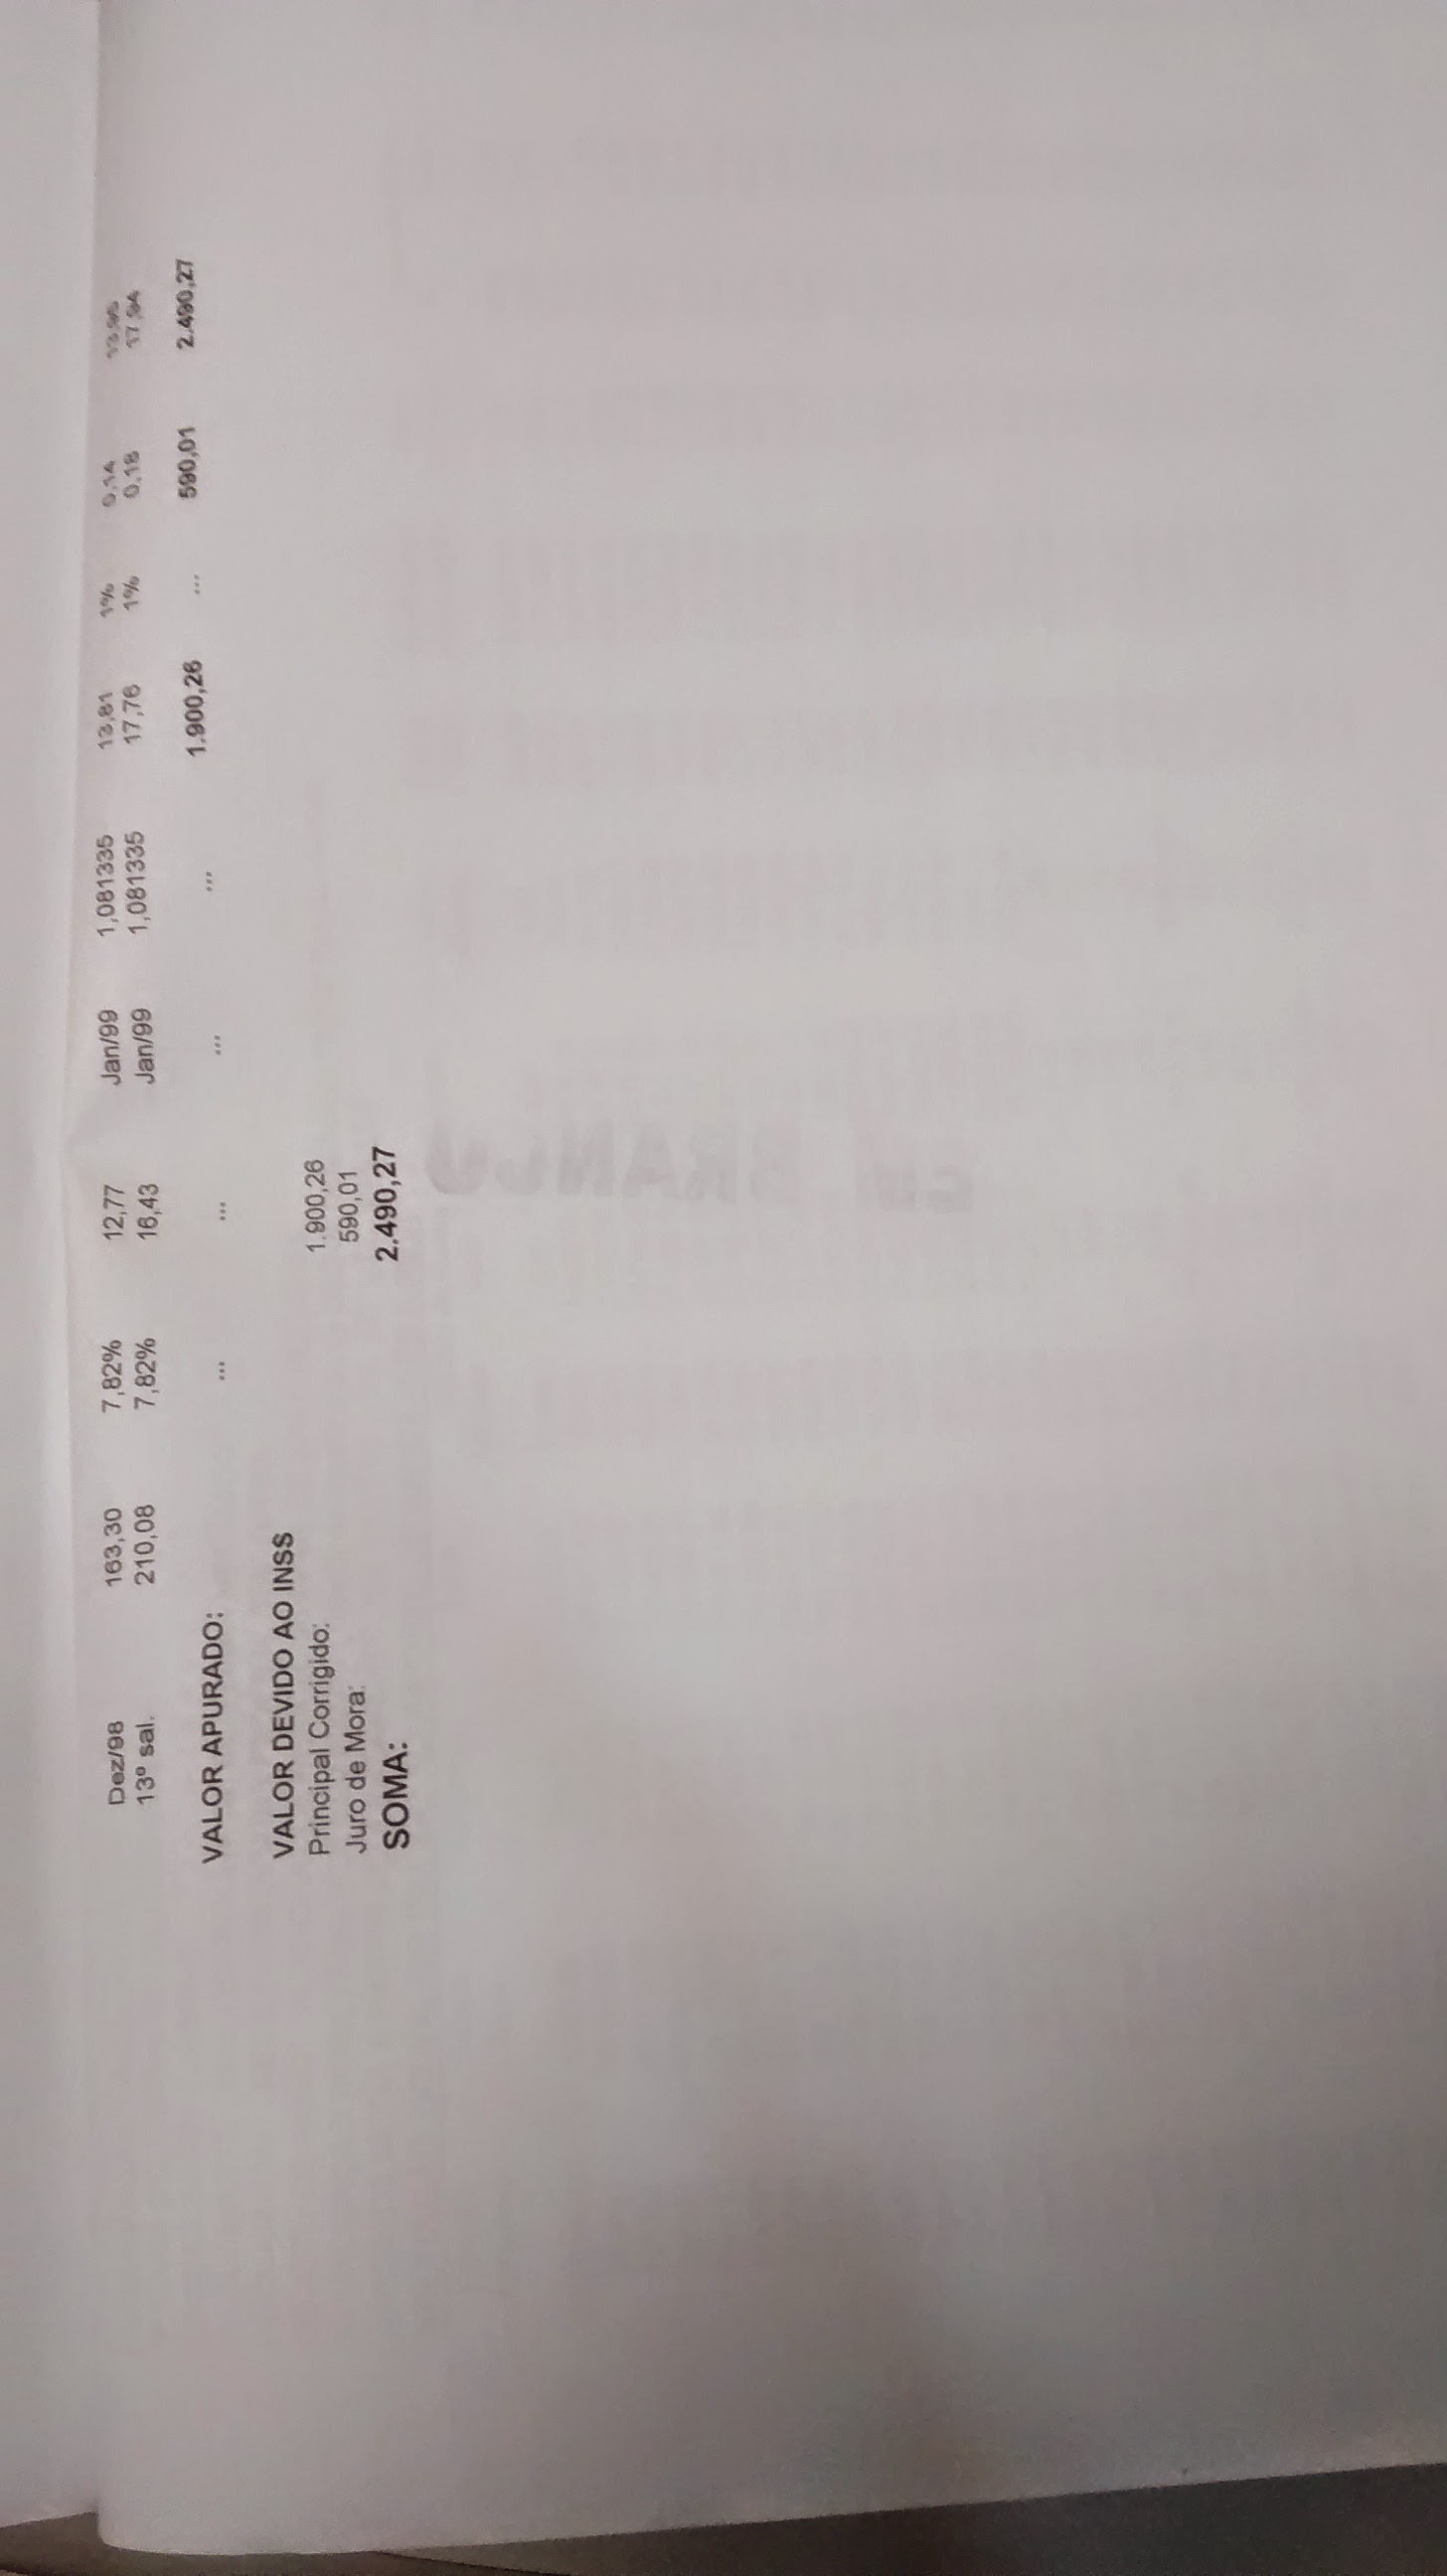 Dez/98 163,30 7,82% 12,77 Jan/99 1,081335 13,81 1% 0,14 13,95
13º sal. 210,08 7,82% 16,43 Jan/99 1,081335 17,76 1% 0,18 17,94
VALOR APURADO: ... ... ... ... 1.900,26 ... 590,01 2.490,27
VALOR DEVIDO AO INSS
Principal Corrigido: 1.900,26
Juro de Mora: 590,01
SOMA: 2.490,27